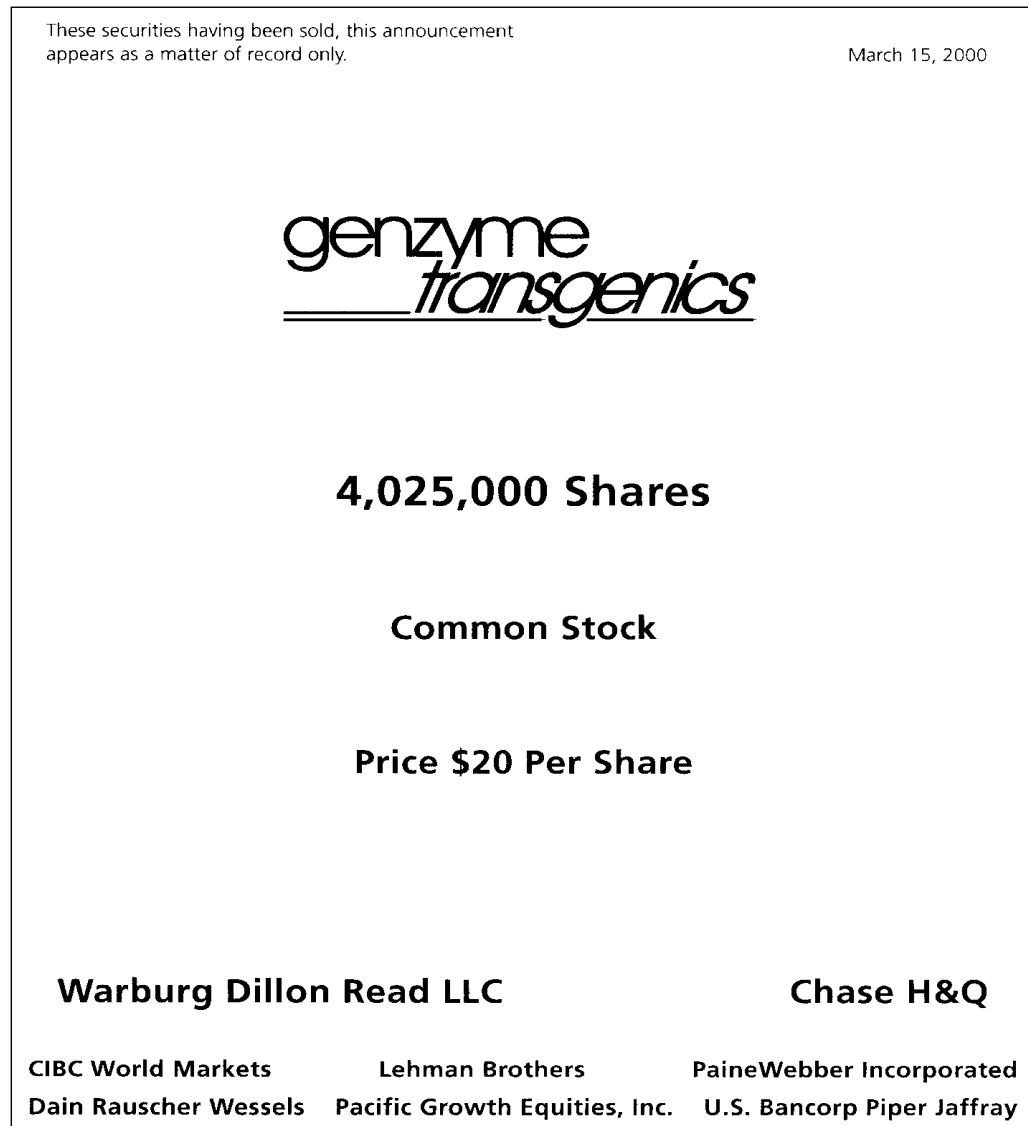 These securities having been sold, this announcement
appears as a matter of record only.
March 15, 2000
genzyme
transgenics
4,025,000 Shares
Common Stock
Price $20 Per Share
Warburg Dillon Read LLC Chase H&Q
CIBC World Markets Lehman Brothers PaineWebber Incorporated
Dain Rauscher Wessels Pacific Growth Equities, Inc. U.S. Bancorp Piper Jaffray